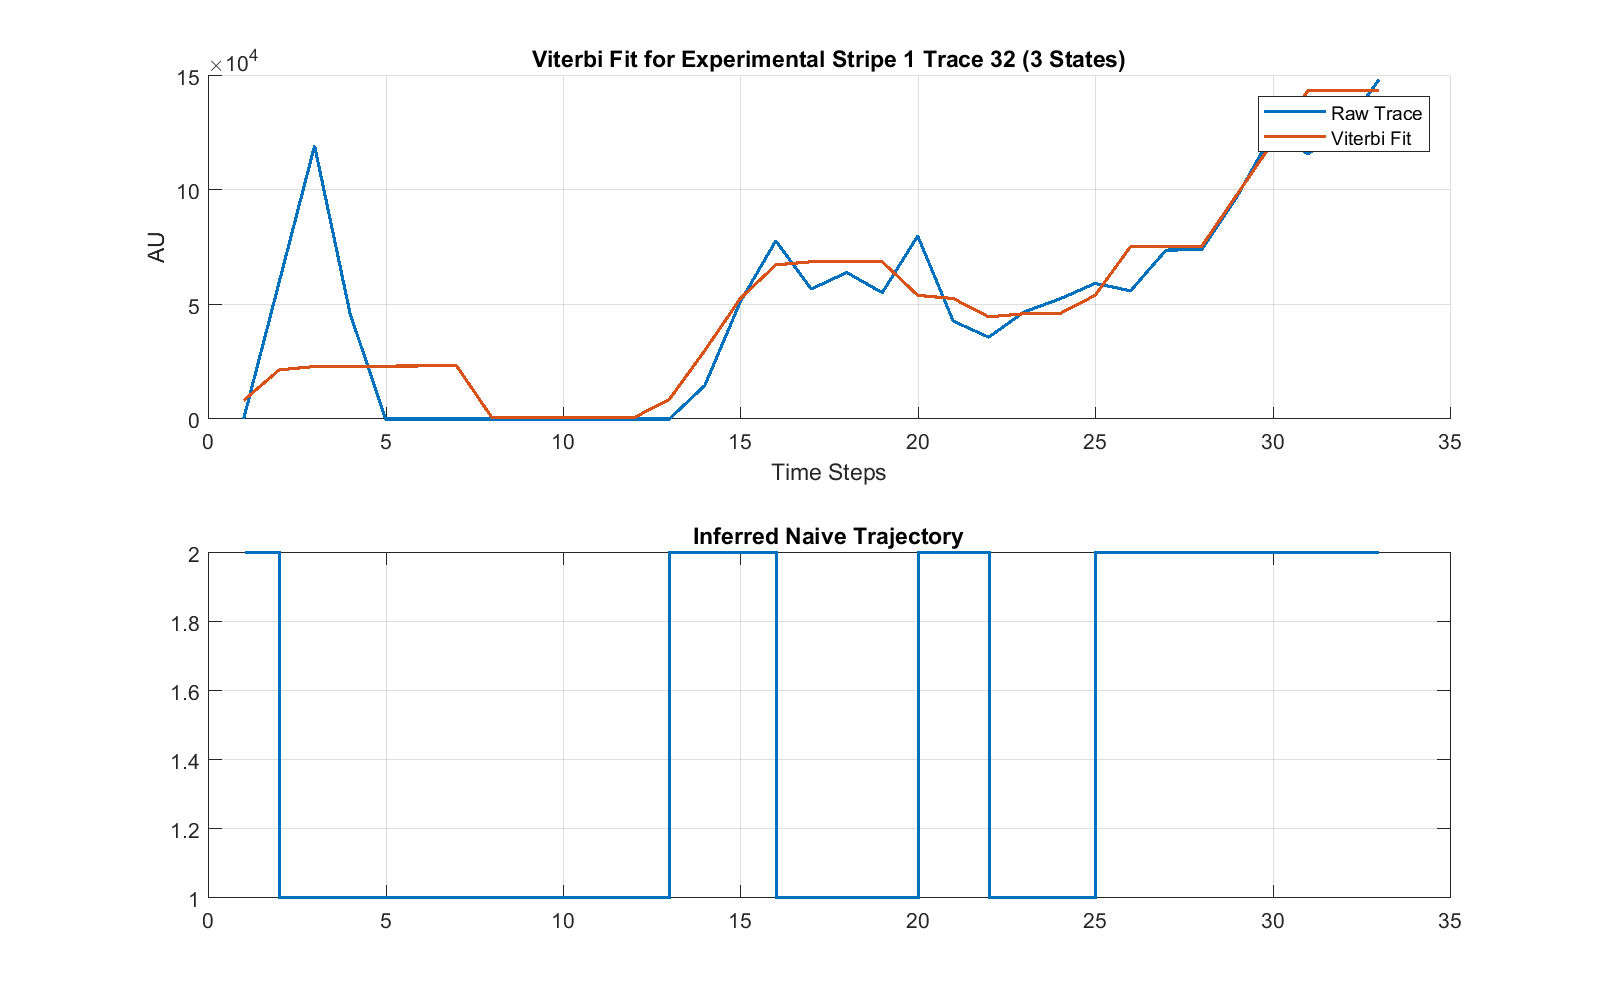 Viterbi Fit for Experimental Stripe 1 Trace 32 (3 States)
×10⁴
15
10
5
0
AU
Raw Trace
Viterbi Fit
0 5 10 15 20 25 30 35
Time Steps
Inferred Naive Trajectory
2
1.8
1.6
1.4
1.2
1
0 5 10 15 20 25 30 35